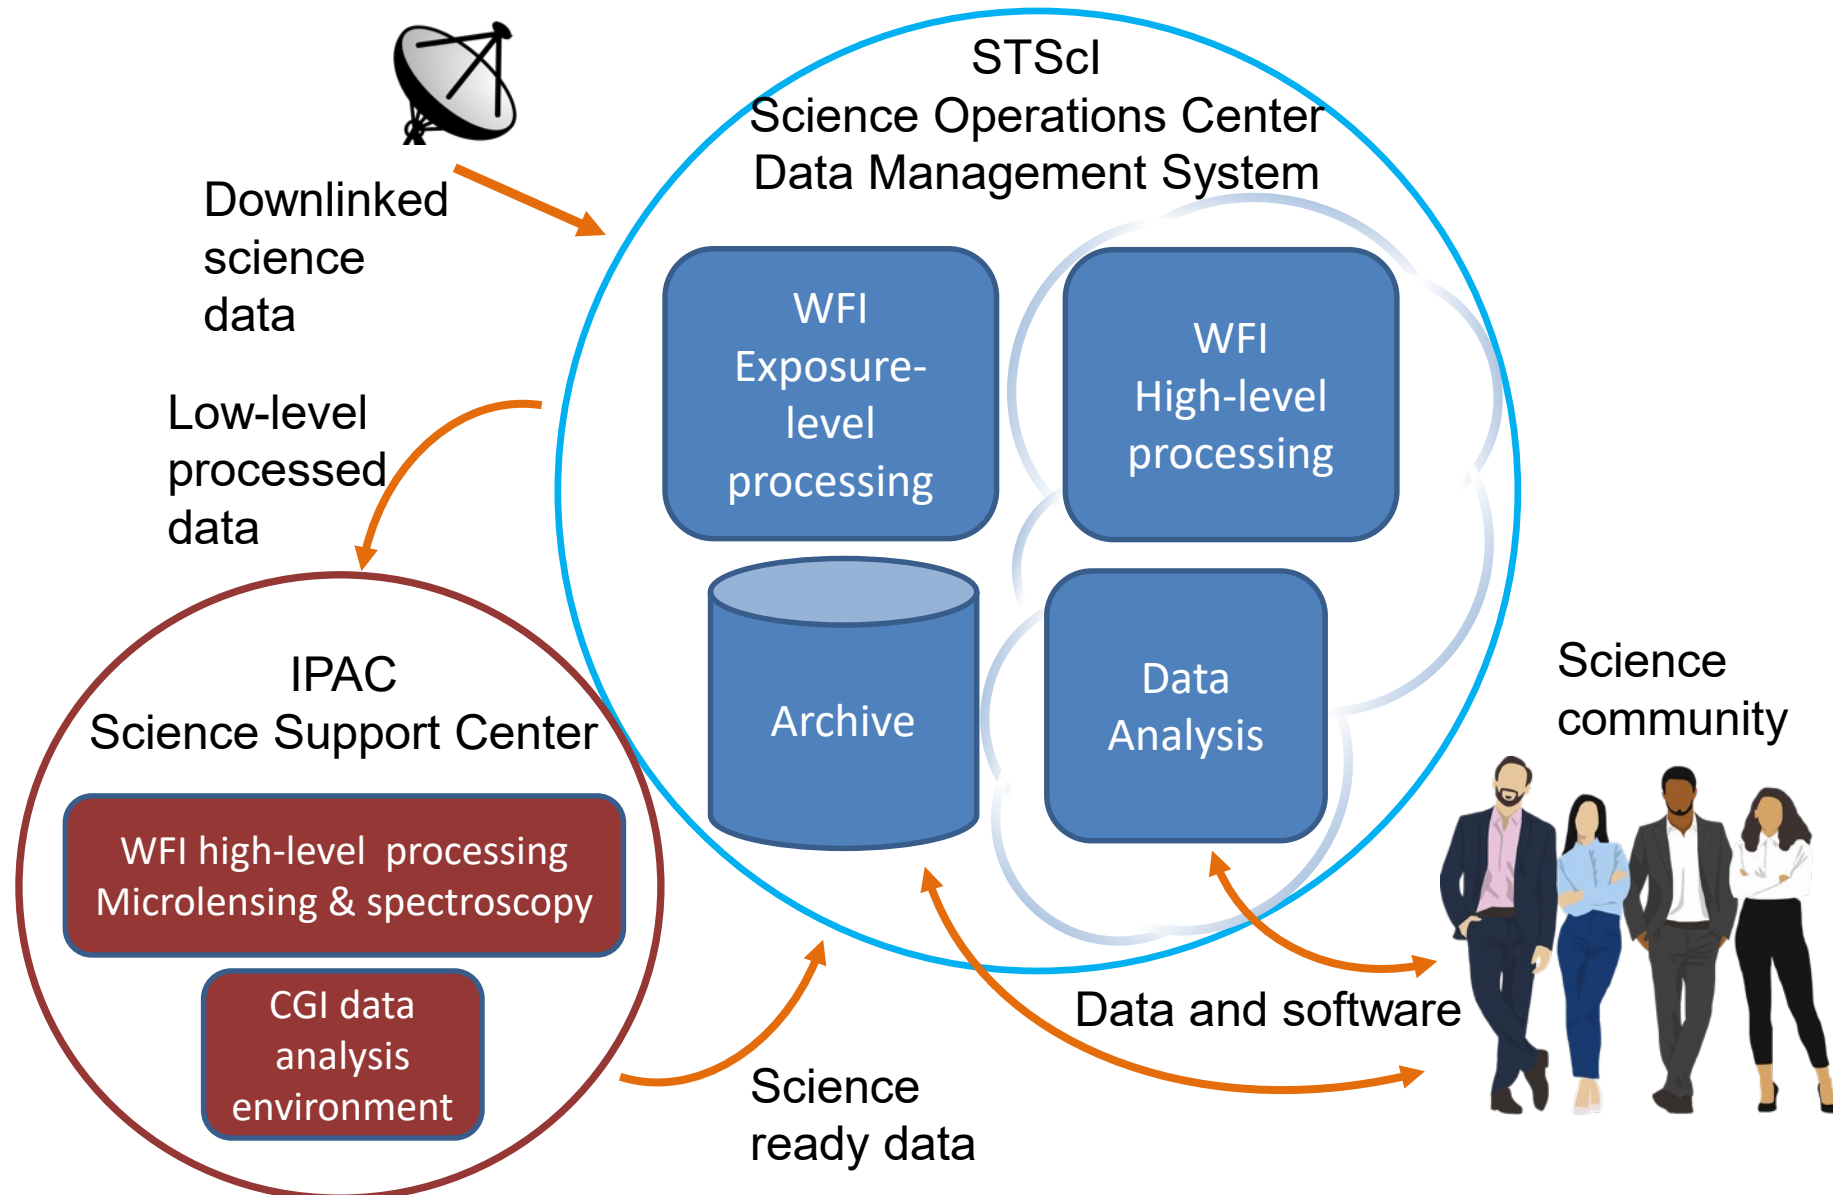 STScI
Science Operations Center
Data Management System
Downlinked
science
data
WFI
Exposure-
level
processing
WFI
High-level
processing
Low-level
processed
data
Archive
Data
Analysis
Science
community
IPAC
Science Support Center
WFI high-level processing
Microlensing & spectroscopy
CGI data
analysis
environment
Data and software
Science
ready data